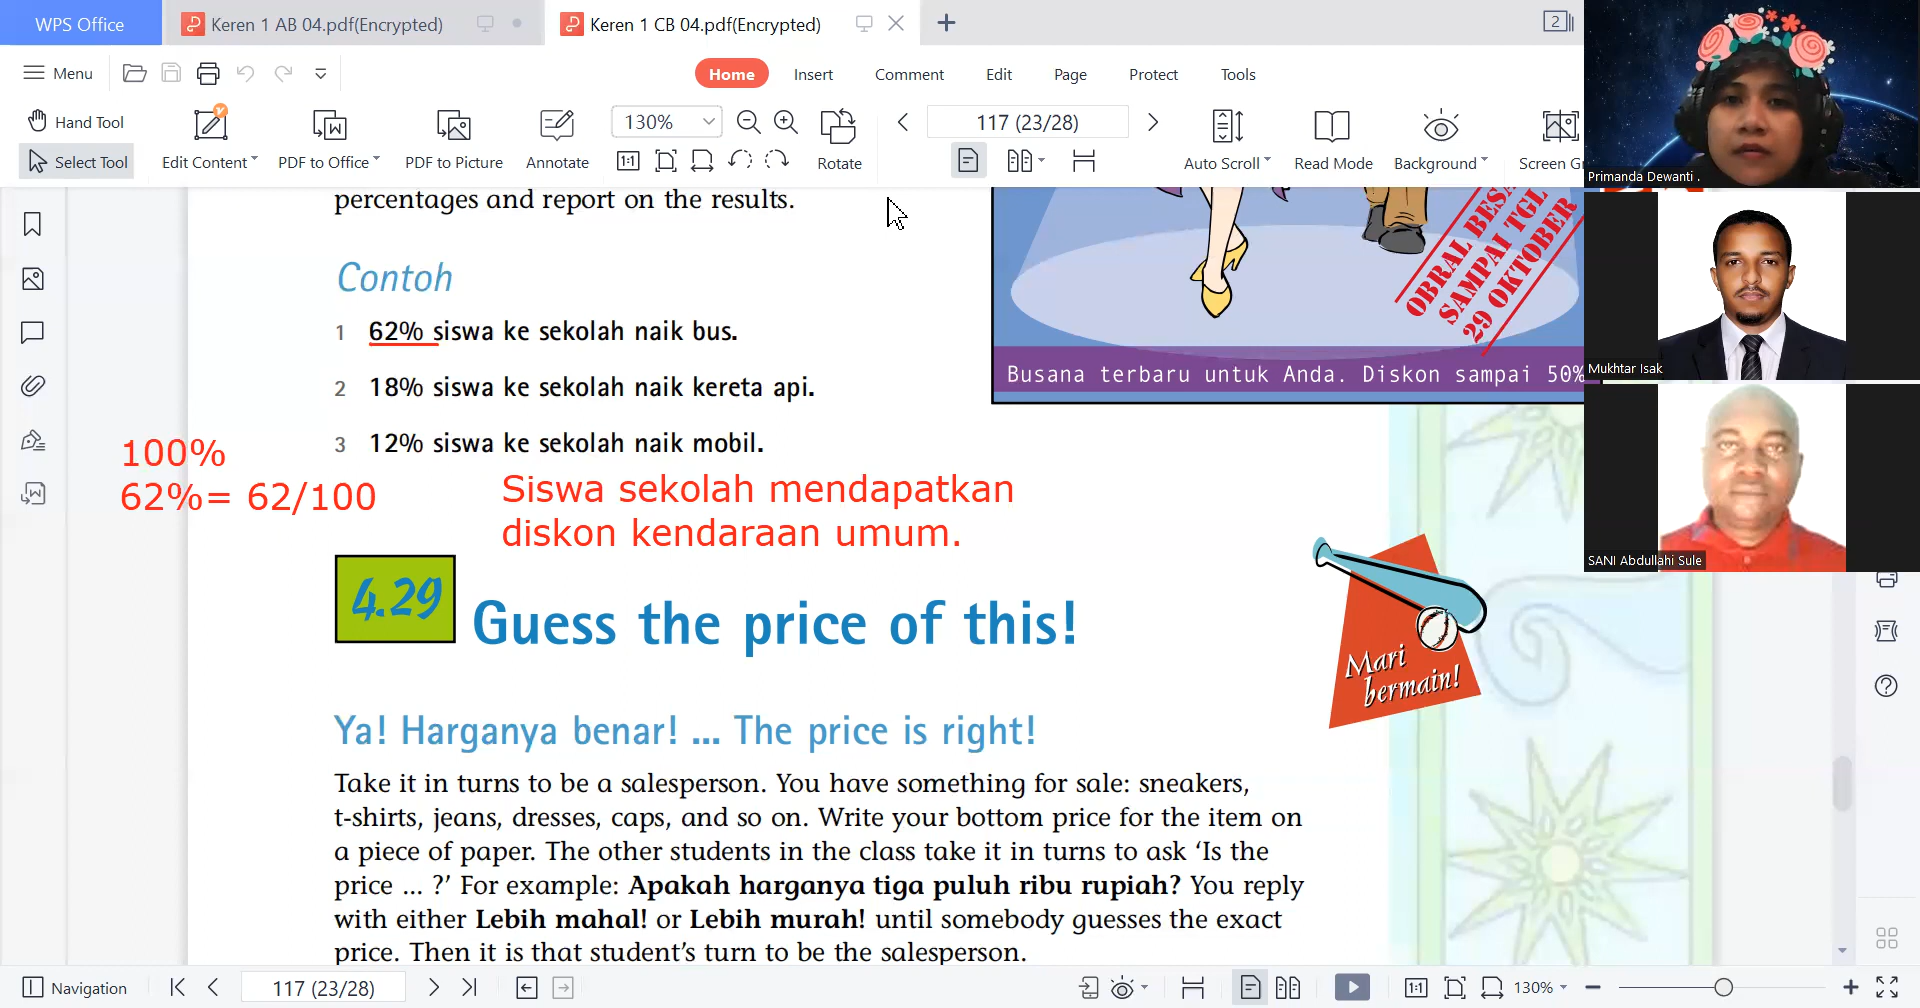 WPS Office
Keren 1 AB 04.pdf(Encrypted)
Keren 1 CB 04.pdf(Encrypted)
2
Menu
Home
Insert
Comment
Edit
Page
Protect
Tools
Hand Tool
Select Tool
Edit Content
PDF to Office
PDF to Picture
Annotate
130%
1:1
Rotate
117 (23/28)
Auto Scroll
Read Mode
Background
Screen Gr
Primanda Dewanti .
Mukhtar Isak
SANI Abdullahi Sule
percentages and report on the results.
Contoh
1 62% siswa ke sekolah naik bus.
2 18% siswa ke sekolah naik kereta api.
3 12% siswa ke sekolah naik mobil.
100%
62%= 62/100
Siswa sekolah mendapatkan
diskon kendaraan umum.
OBRAL BESA
SAMPAI TGL
29 OKTOBER
Busana terbaru untuk Anda. Diskon sampai 50%
4.29
Guess the price of this!
Mari
bermain!
Ya! Harganya benar! ... The price is right!
Take it in turns to be a salesperson. You have something for sale: sneakers,
t-shirts, jeans, dresses, caps, and so on. Write your bottom price for the item on
a piece of paper. The other students in the class take it in turns to ask ‘Is the
price ... ?’ For example: Apakah harganya tiga puluh ribu rupiah? You reply
with either Lebih mahal! or Lebih murah! until somebody guesses the exact
price. Then it is that student’s turn to be the salesperson.
Navigation
117 (23/28)
1:1
130%